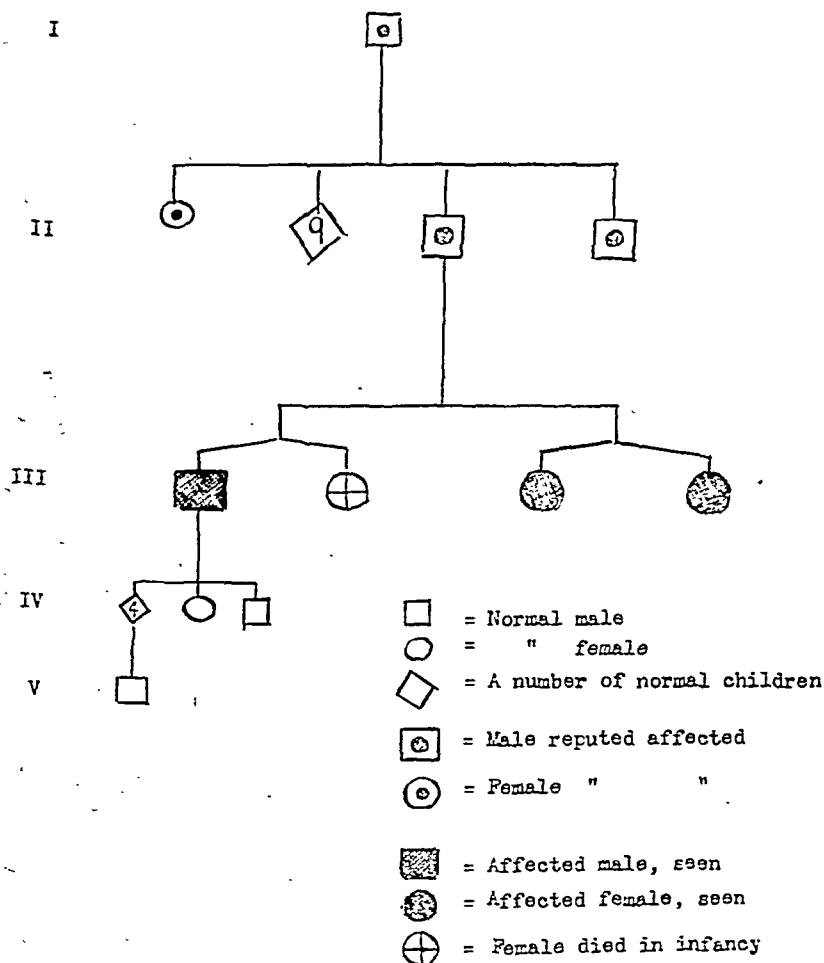 I
II
9
III
IV
4
V
= Normal male
= " female
= A number of normal children
= Male reputed affected
= Female " "
= Affected male, seen
= Affected female, seen
= Female died in infancy